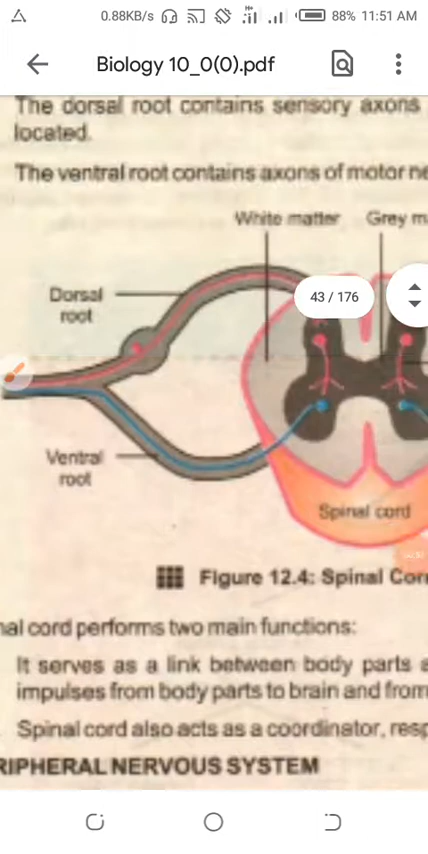 0.88KB/s H+ 88% 11:51 AM
Biology 10_0(0).pdf
The dorsal root contains sensory axons
located.
The ventral root contains axons of motor ne
White matter Grey m
43 / 176
Dorsal
root
Ventral
root
Spinal cord
Figure 12.4: Spinal Cor
nal cord performs two main functions:
It serves as a link between body parts a
impulses from body parts to brain and from
Spinal cord also acts as a coordinator, resp
RIPHERAL NERVOUS SYSTEM